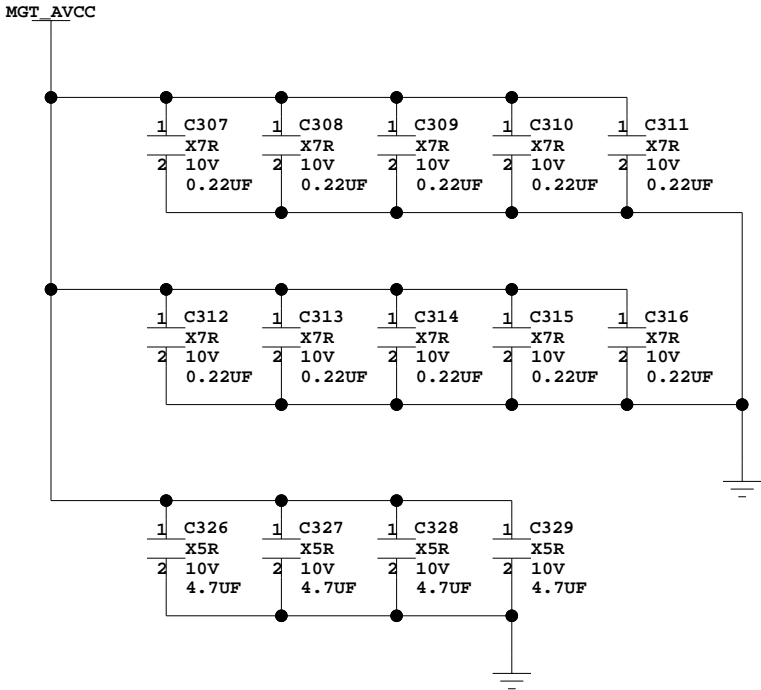 MGT_AVCC
1 C307 1 C308 1 C309 1 C310 1 C311
X7R X7R X7R X7R X7R
2 10V 2 10V 2 10V 2 10V 2 10V
0.22UF 0.22UF 0.22UF 0.22UF 0.22UF
1 C312 1 C313 1 C314 1 C315 1 C316
X7R X7R X7R X7R X7R
2 10V 2 10V 2 10V 2 10V 2 10V
0.22UF 0.22UF 0.22UF 0.22UF 0.22UF
1 C326 1 C327 1 C328 1 C329
X5R X5R X5R X5R
2 10V 2 10V 2 10V 2 10V
4.7UF 4.7UF 4.7UF 4.7UF